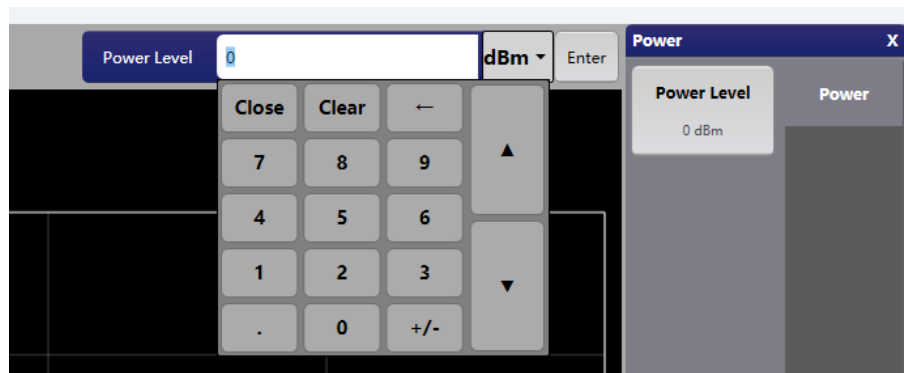 Power Level 0 dBm Enter
Close Clear ←
7 8 9 ▲
4 5 6
1 2 3 ▼
. 0 +/-
Power X
Power Level Power
0 dBm